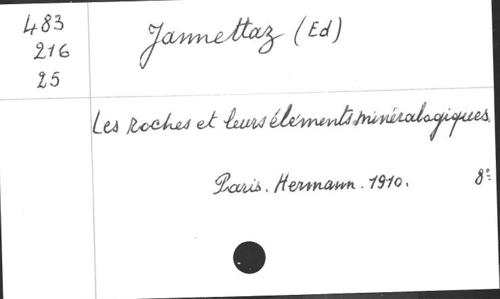 483
216
25
Jannettaz (Ed)
Les roches et leurs éléments minéralogiques.
Paris. Hermann. 1910. 8°